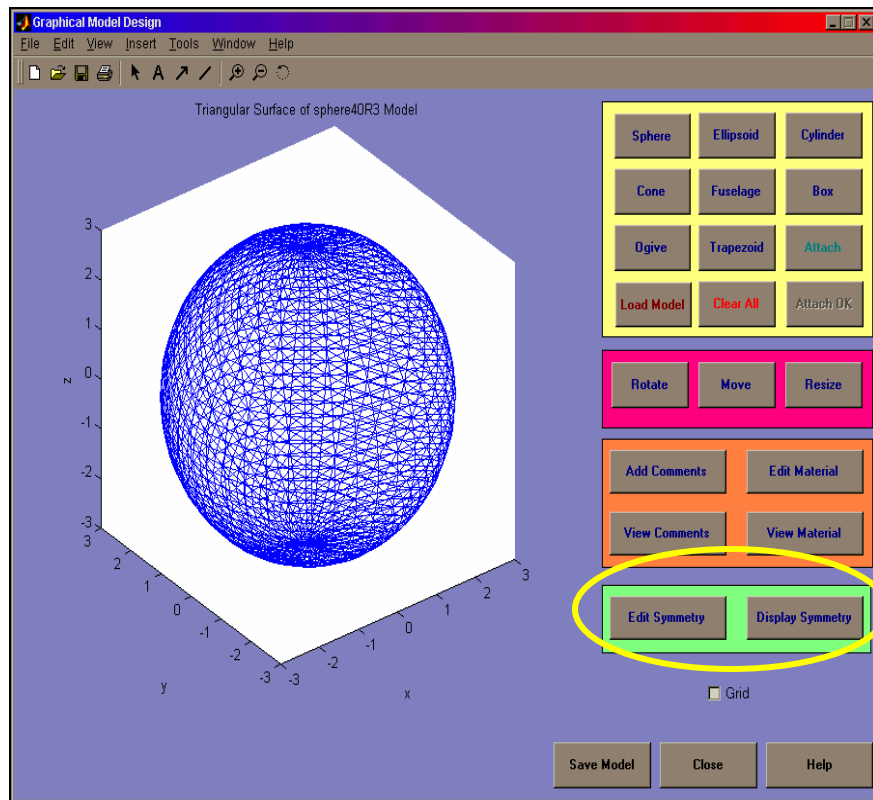 Graphical Model Design
File Edit View Insert Tools Window Help
A
Triangular Surface of sphere40R3 Model
Sphere Ellipsoid Cylinder
Cone Fuselage Box
Ogive Trapezoid Attach
Load Model Clear All Attach OK
Rotate Move Resize
Add Comments Edit Material
View Comments View Material
Edit Symmetry Display Symmetry
Grid
Save Model Close Help
3
2
1
0
-1
-2
-3
z
3
2
1
0
-1
-2
-3
y
-3
-2
-1
0
1
2
3
x